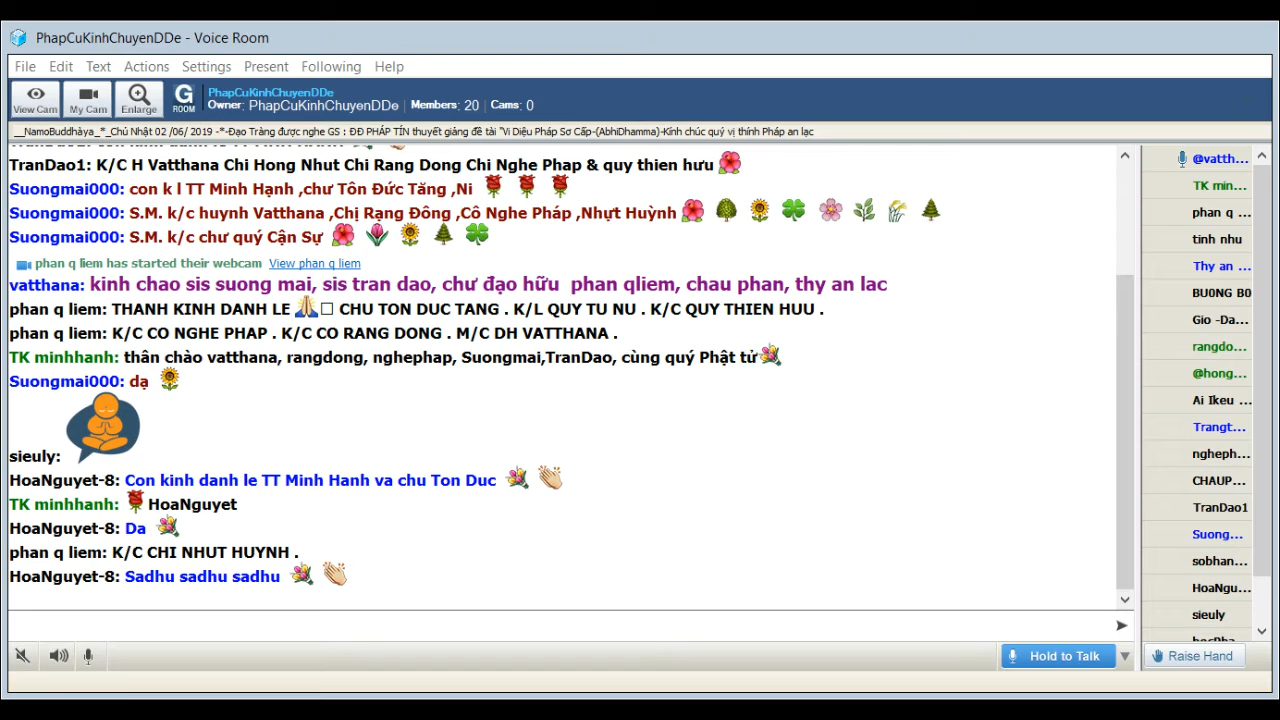 PhapCuKinhChuyenDDe - Voice Room
File Edit Text Actions Settings Present Following Help
View Cam My Cam Enlarge G ROOM
PhapCuKinhChuyenDDe
Owner: PhapCuKinhChuyenDDe Members: 20 Cams: 0
__NamoBuddhàya_*_Chủ Nhật 02 /06/ 2019 -*-Đạo Tràng được nghe GS : ĐĐ PHÁP TÍN thuyết giảng đề tài "Vi Diệu Pháp Sơ Cấp-(AbhiDhamma)-Kính chúc quý vị thính Pháp an lạc
TranDao1: K/C H Vatthana Chi Hong Nhut Chi Rang Dong Chi Nghe Phap & quy thien hưu
Suongmai000: con k l TT Minh Hạnh ,chư Tôn Đức Tăng ,Ni
Suongmai000: S.M. k/c huynh Vatthana ,Chị Rạng Đông ,Cô Nghe Pháp ,Nhựt Huỳnh
Suongmai000: S.M. k/c chư quý Cận Sự
phan q liem has started their webcam View phan q liem
vatthana: kinh chao sis suong mai, sis tran dao, chư đạo hữu phan qliem, chau phan, thy an lac
phan q liem: THANH KINH DANH LE 🙏□ CHU TON DUC TANG . K/L QUY TU NU . K/C QUY THIEN HUU .
phan q liem: K/C CO NGHE PHAP . K/C CO RANG DONG . M/C DH VATTHANA .
TK minhhanh: thân chào vatthana, rangdong, nghephap, Suongmai,TranDao, cùng quý Phật tử
Suongmai000: dạ
sieuly:
HoaNguyet-8: Con kinh danh le TT Minh Hanh va chu Ton Duc
TK minhhanh: HoaNguyet
HoaNguyet-8: Da
phan q liem: K/C CHI NHUT HUYNH .
HoaNguyet-8: Sadhu sadhu sadhu
@vatth...
TK min...
phan q ...
tinh nhu
Thy an ...
BU0NG B0
Gio -Da...
rangdo...
@hong...
Ai Ikeu ...
Trangt...
ngheph...
CHAUP...
TranDao1
Suong...
sobhan...
HoaNgu...
sieuly
Hold to Talk
Raise Hand